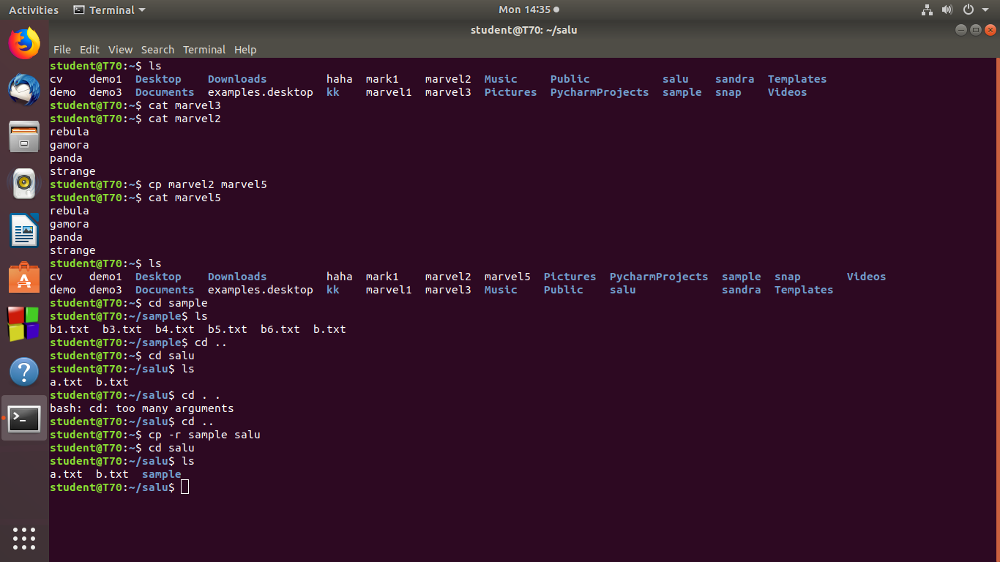 Activities Terminal Mon 14:35
student@T70: ~/salu
File Edit View Search Terminal Help
student@T70:~$ ls
cv demo1 Desktop Downloads haha mark1 marvel2 Music Public salu sandra Templates
demo demo3 Documents examples.desktop kk marvel1 marvel3 Pictures PycharmProjects sample snap Videos
student@T70:~$ cat marvel3
student@T70:~$ cat marvel2
rebula
gamora
panda
strange
student@T70:~$ cp marvel2 marvel5
student@T70:~$ cat marvel5
rebula
gamora
panda
strange
student@T70:~$ ls
cv demo1 Desktop Downloads haha mark1 marvel2 marvel5 Pictures PycharmProjects sample snap Videos
demo demo3 Documents examples.desktop kk marvel1 marvel3 Music Public salu sandra Templates
student@T70:~$ cd sample
student@T70:~/sample$ ls
b1.txt b3.txt b4.txt b5.txt b6.txt b.txt
student@T70:~/sample$ cd ..
student@T70:~$ cd salu
student@T70:~/salu$ ls
a.txt b.txt
student@T70:~/salu$ cd . .
bash: cd: too many arguments
student@T70:~/salu$ cd ..
student@T70:~$ cp -r sample salu
student@T70:~$ cd salu
student@T70:~/salu$ ls
a.txt b.txt sample
student@T70:~/salu$